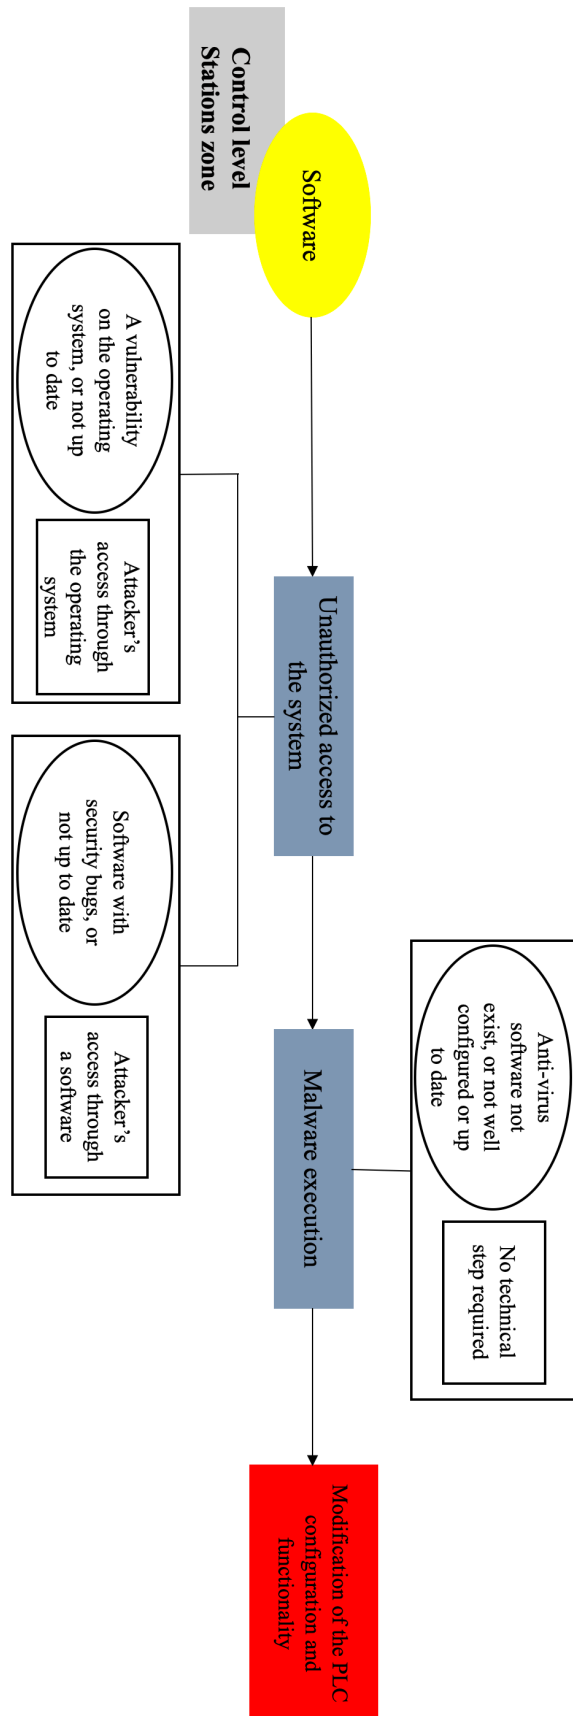 Control level
Stations zone
Software
A vulnerability
on the operating
system, or not up
to date
Attacker's
access through
the operating
system
Unauthorized access to
the system
Software with
security bugs, or
not up to date
Attacker's
access through
a software
Anti-virus
software not
exist, or not well
configured or up
to date
No technical
step required
Malware execution
Modification of the PLC
configuration and
functionality